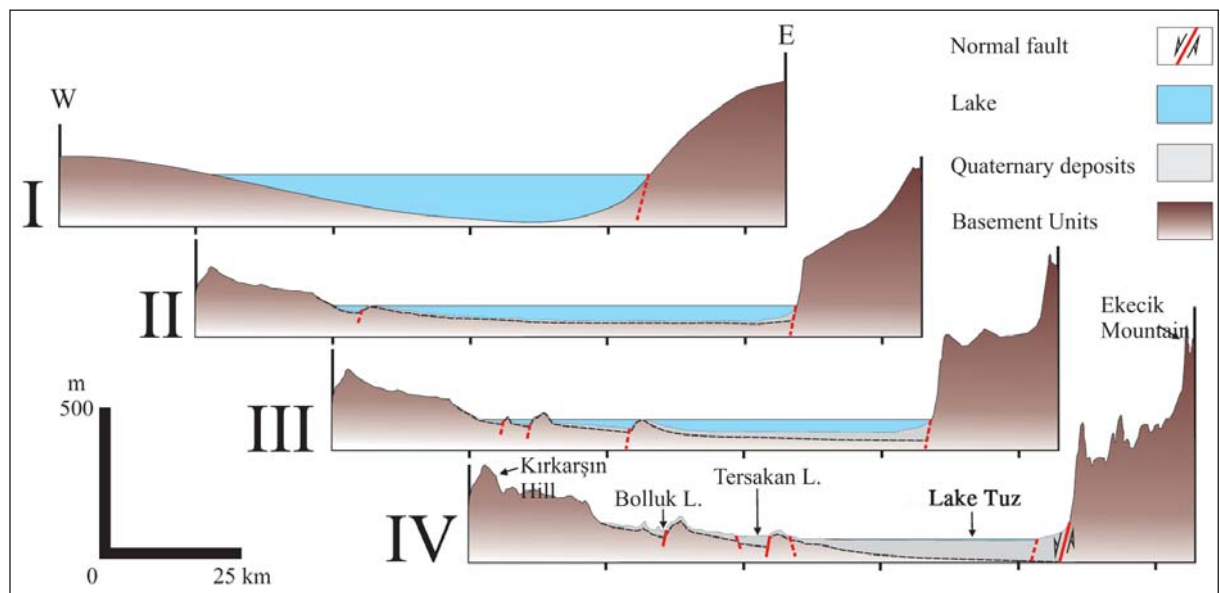 W
E
Normal fault
Lake
Quaternary deposits
Basement Units
I
II
III
IV
Ekecik
Mountain
m
500
0
25 km
Kırkarşın
Hill
Bolluk L.
Tersakan L.
Lake Tuz